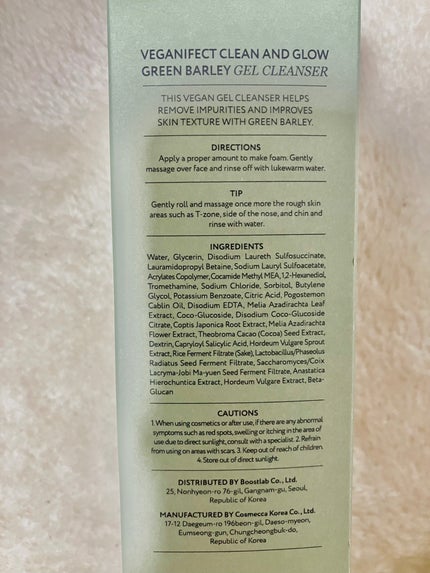 VEGANIFECT CLEAN AND GLOW
GREEN BARLEY GEL CLEANSER
THIS VEGAN GEL CLEANSER HELPS
REMOVE IMPURITIES AND IMPROVES
SKIN TEXTURE WITH GREEN BARLEY.
DIRECTIONS
Apply a proper amount to make foam. Gently
massage over face and rinse off with lukewarm water.
TIP
Gently roll and massage once more the rough skin
areas such as T-zone, side of the nose, and chin and
rinse with water.
INGREDIENTS
Water, Glycerin, Disodium Laureth Sulfosuccinate,
Lauramidopropyl Betaine, Sodium Lauryl Sulfoacetate,
Acrylates Copolymer, Cocamide Methyl MEA, 1,2-Hexanediol,
Tromethamine, Sodium Chloride, Sorbitol, Butylene
Glycol, Potassium Benzoate, Citric Acid, Pogostemon
Cablin Oil, Disodium EDTA, Melia Azadirachta Leaf
Extract, Coco-Glucoside, Disodium Coco-Glucoside
Citrate, Coptis Japonica Root Extract, Melia Azadirachta
Flower Extract, Theobroma Cacao (Cocoa) Seed Extract,
Dextrin, Capryloyl Salicylic Acid, Hordeum Vulgare Sprout
Extract, Rice Ferment Filtrate (Sake), Lactobacillus/Phaseolus
Radiatus Seed Ferment Filtrate, Saccharomyces/Coix
Lacryma-Jobi Ma-yuen Seed Ferment Filtrate, Anastatica
Hierochuntica Extract, Hordeum Vulgare Extract, Beta-
Glucan
CAUTIONS
1. When using cosmetics or after use, if there are any abnormal
symptoms such as red spots, swelling or itching in the area of
use due to direct sunlight, consult with a specialist. 2. Refrain
from using on areas with scars. 3. Keep out of reach of children.
4. Store out of direct sunlight.
DISTRIBUTED BY Boostlab Co., Ltd.
25, Nonhyeon-ro 76-gil, Gangnam-gu, Seoul,
Republic of Korea
MANUFACTURED BY Cosmecca Korea Co., Ltd.
17-12 Daegeum-ro 196beon-gil, Daeso-myeon,
Eumseong-gun, Chungcheongbuk-do,
Republic of Korea